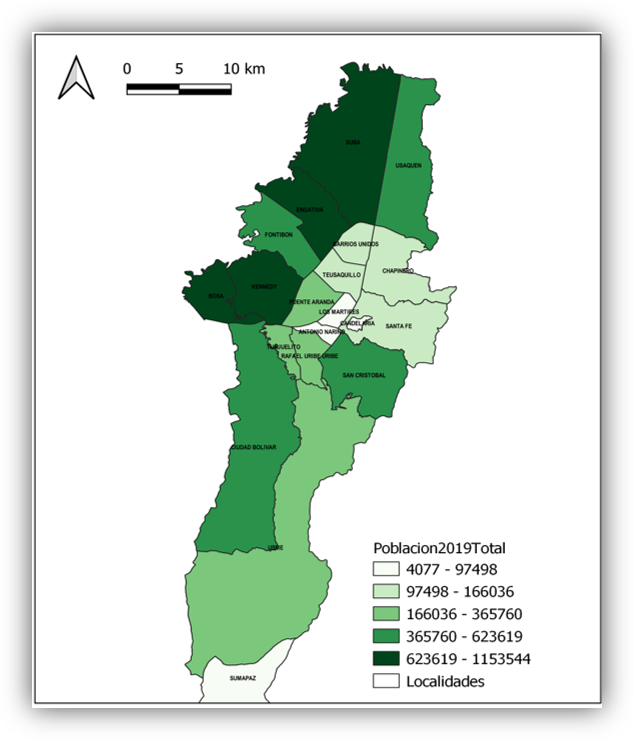 0 5 10 km
SUBA
USAQUEN
ENGATIVA
FONTIBON
BARRIOS UNIDOS
CHAPINERO
TEUSAQUILLO
BOSA
KENNEDY
PUENTE ARANDA
LOS MARTIRES
CANDELARIA
SANTA FE
ANTONIO NARIÑO
TUNJUELITO
RAFAEL URIBE URIBE
SAN CRISTOBAL
CIUDAD BOLIVAR
USME
SUMAPAZ
Poblacion2019Total
4077 - 97498
97498 - 166036
166036 - 365760
365760 - 623619
623619 - 1153544
Localidades